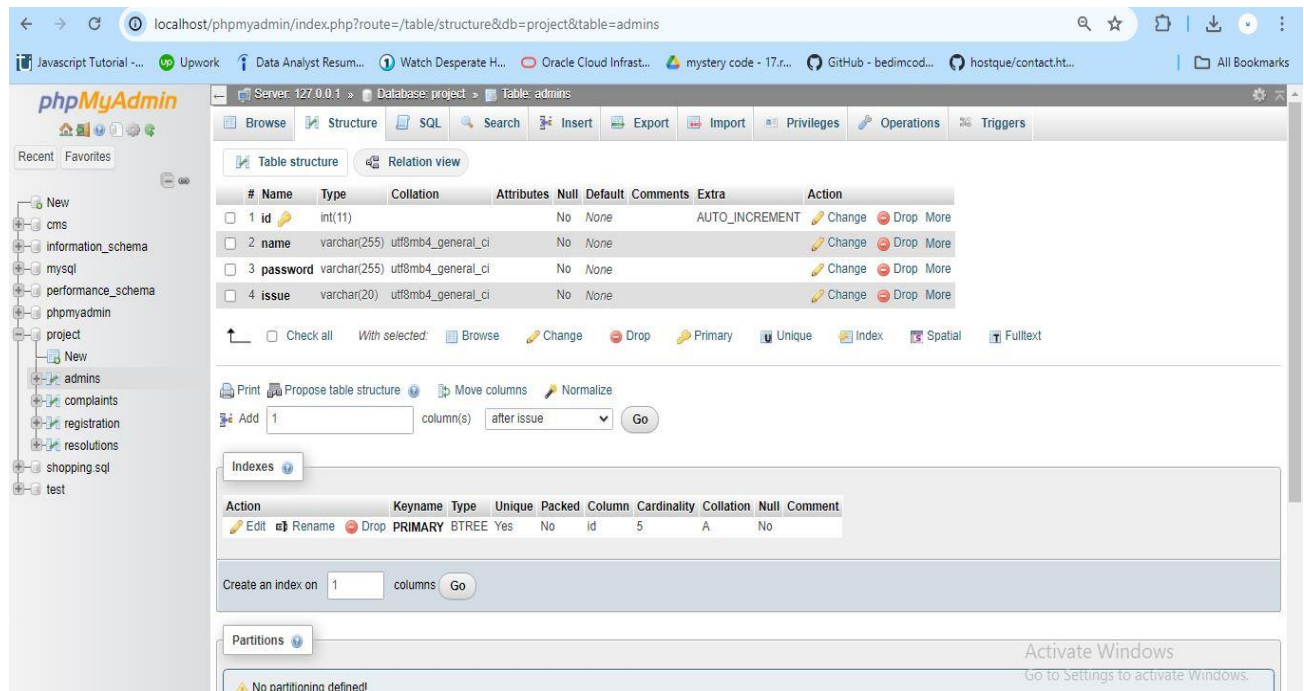 localhost/phpmyadmin/index.php?route=/table/structure&db=project&table=admins
Javascript Tutorial -... Upwork Data Analyst Resum... Watch Desperate H... Oracle Cloud Infrast... mystery code - 17.r... GitHub - bedimcod... hostque/contact.ht... All Bookmarks
phpMyAdmin
Recent Favorites
New
cms
information_schema
mysql
performance_schema
phpmyadmin
project
New
admins
complaints
registration
resolutions
shopping.sql
test
Server: 127.0.0.1 » Database: project » Table: admins
Browse Structure SQL Search Insert Export Import Privileges Operations Triggers
Table structure Relation view
# Name Type Collation Attributes Null Default Comments Extra Action
1 id int(11) No None AUTO_INCREMENT Change Drop More
2 name varchar(255) utf8mb4_general_ci No None Change Drop More
3 password varchar(255) utf8mb4_general_ci No None Change Drop More
4 issue varchar(20) utf8mb4_general_ci No None Change Drop More
Check all With selected: Browse Change Drop Primary Unique Index Spatial Fulltext
Print Propose table structure Move columns Normalize
Add 1 column(s) after issue Go
Indexes
Action Keyname Type Unique Packed Column Cardinality Collation Null Comment
Edit Rename Drop PRIMARY BTREE Yes No id 5 A No
Create an index on 1 columns Go
Partitions
No partitioning defined!
Activate Windows
Go to Settings to activate Windows.